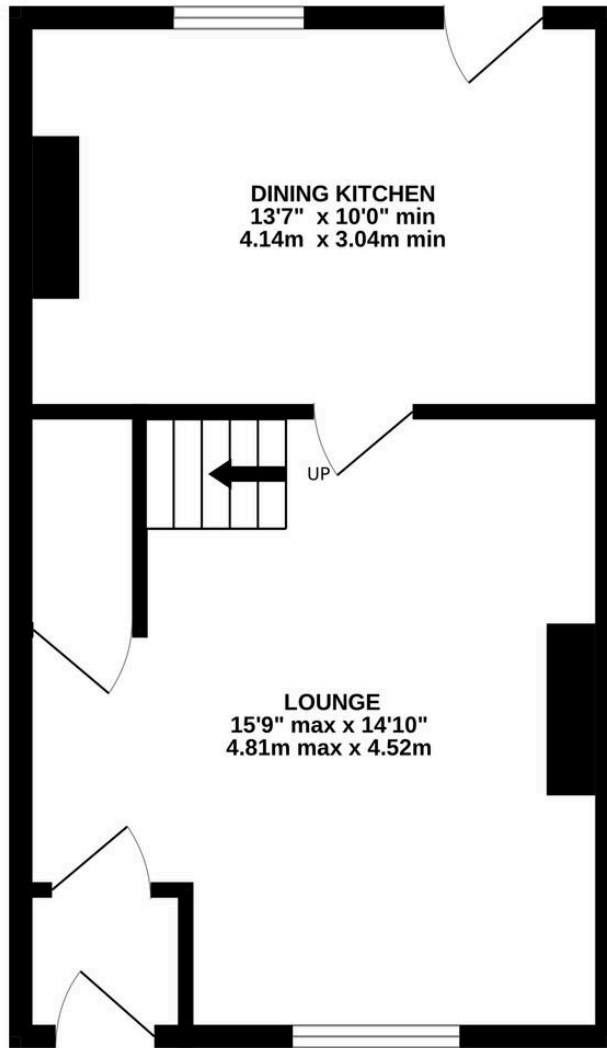 DINING KITCHEN
13'7" x 10'0" min
4.14m x 3.04m min
UP
LOUNGE
15'9" max x 14'10"
4.81m max x 4.52m